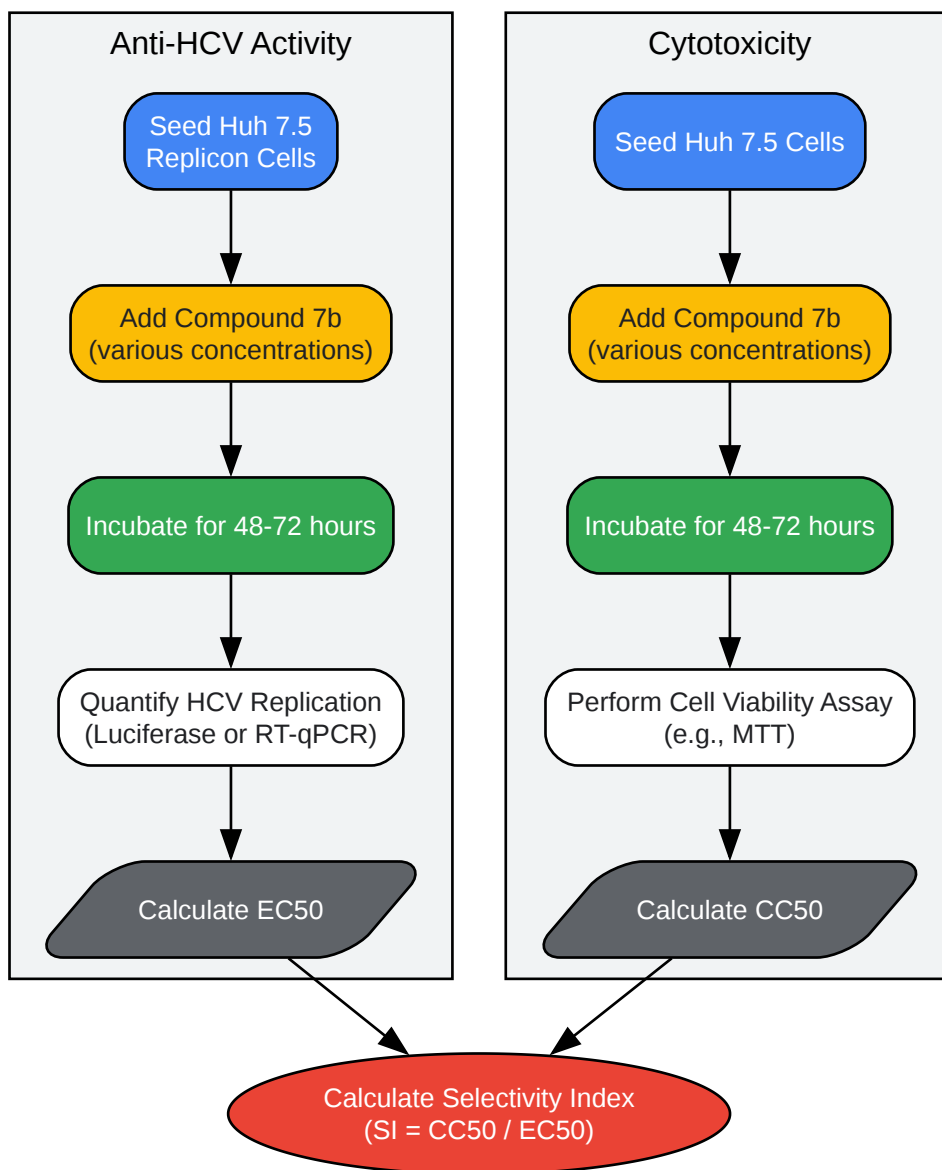 Anti-HCV Activity
Seed Huh 7.5
Replicon Cells
Add Compound 7b
(various concentrations)
Incubate for 48-72 hours
Quantify HCV Replication
(Luciferase or RT-qPCR)
Calculate EC50
Cytotoxicity
Seed Huh 7.5 Cells
Add Compound 7b
(various concentrations)
Incubate for 48-72 hours
Perform Cell Viability Assay
(e.g., MTT)
Calculate CC50
Calculate Selectivity Index
(SI = CC50 / EC50)